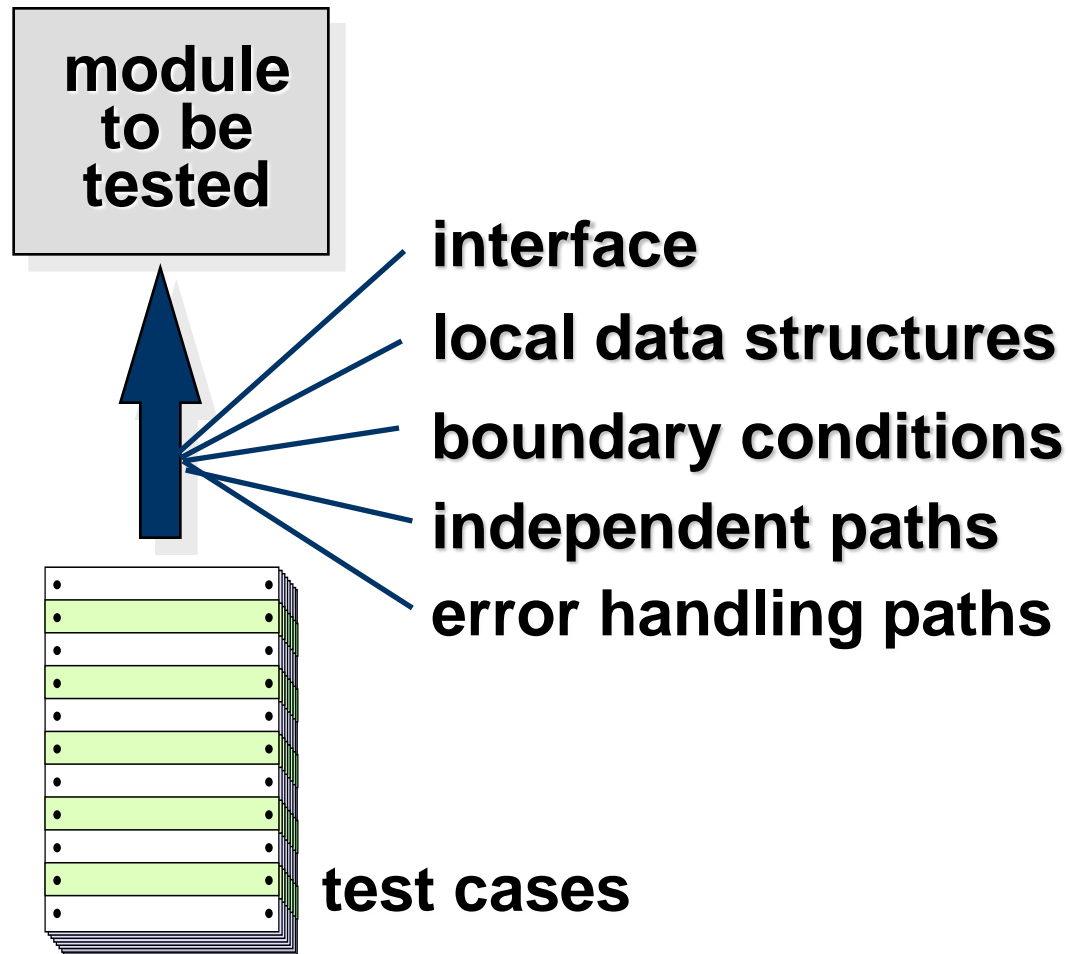 module
to be
tested
interface
local data structures
boundary conditions
independent paths
error handling paths
test cases